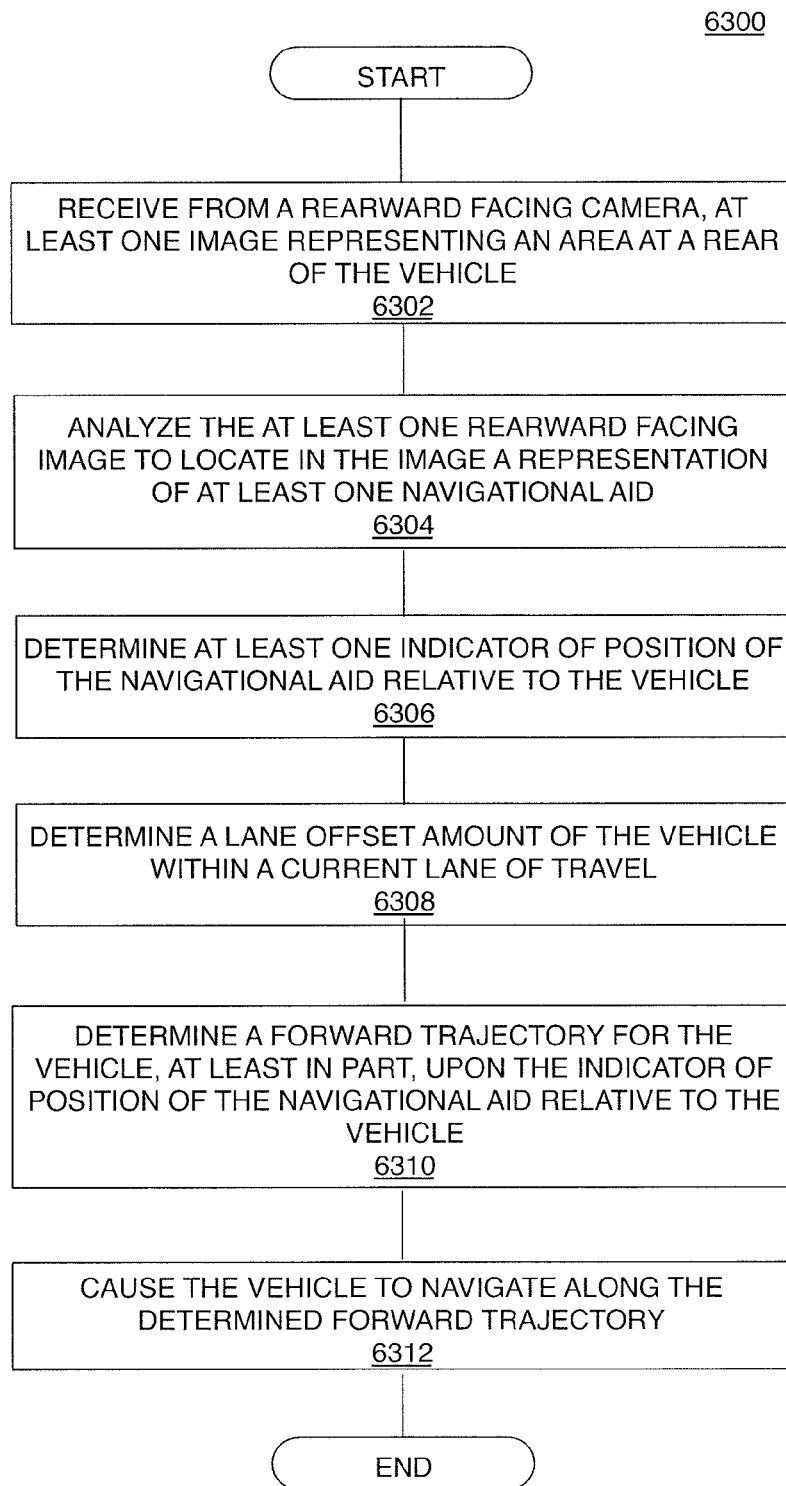 6300
START
RECEIVE FROM A REARWARD FACING CAMERA, AT
LEAST ONE IMAGE REPRESENTING AN AREA AT A REAR
OF THE VEHICLE
6302
ANALYZE THE AT LEAST ONE REARWARD FACING
IMAGE TO LOCATE IN THE IMAGE A REPRESENTATION
OF AT LEAST ONE NAVIGATIONAL AID
6304
DETERMINE AT LEAST ONE INDICATOR OF POSITION OF
THE NAVIGATIONAL AID RELATIVE TO THE VEHICLE
6306
DETERMINE A LANE OFFSET AMOUNT OF THE VEHICLE
WITHIN A CURRENT LANE OF TRAVEL
6308
DETERMINE A FORWARD TRAJECTORY FOR THE
VEHICLE, AT LEAST IN PART, UPON THE INDICATOR OF
POSITION OF THE NAVIGATIONAL AID RELATIVE TO THE
VEHICLE
6310
CAUSE THE VEHICLE TO NAVIGATE ALONG THE
DETERMINED FORWARD TRAJECTORY
6312
END